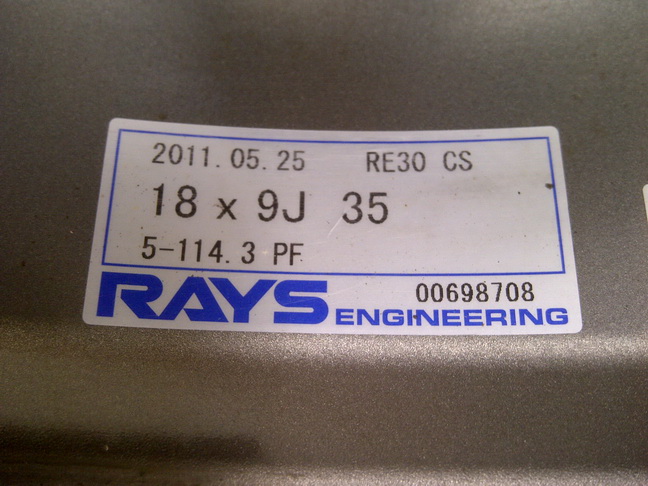 2011.05.25 RE30 CS
18 x 9J 35
5-114.3 PF
00698708
RAYS ENGINEERING